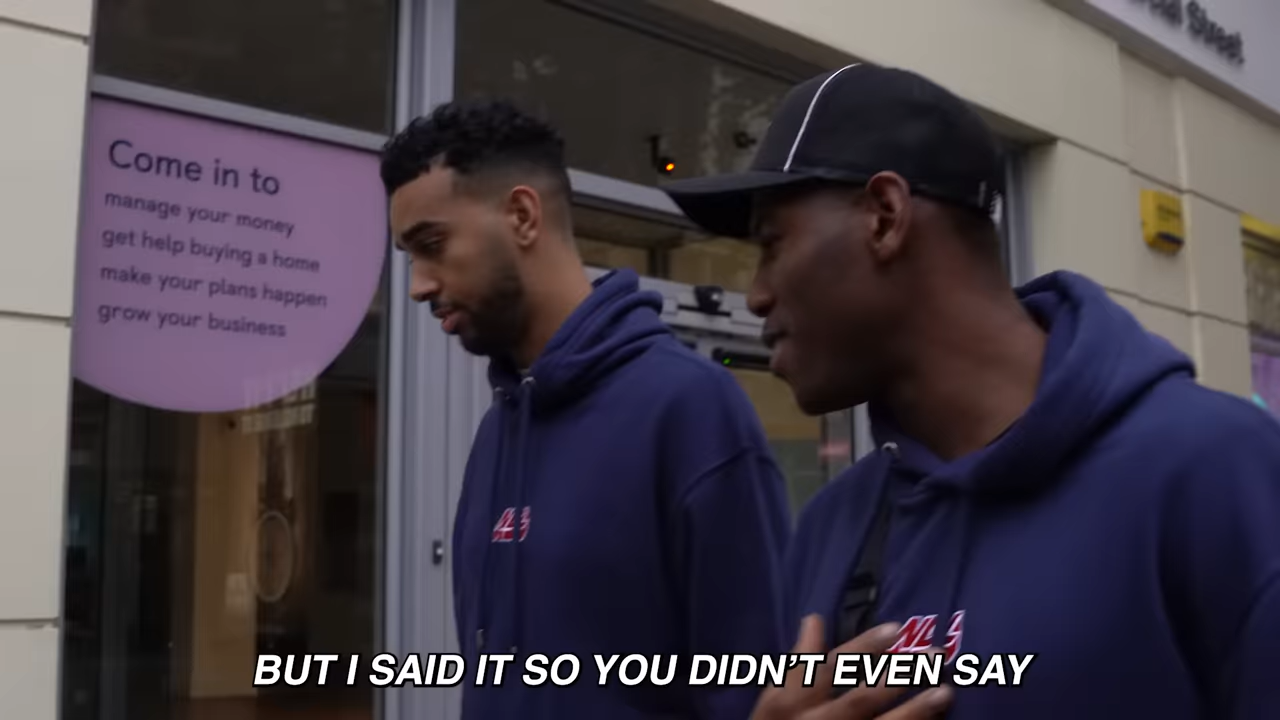 Street
Come in to
manage your money
get help buying a home
make your plans happen
grow your business
BUT I SAID IT SO YOU DIDN'T EVEN SAY